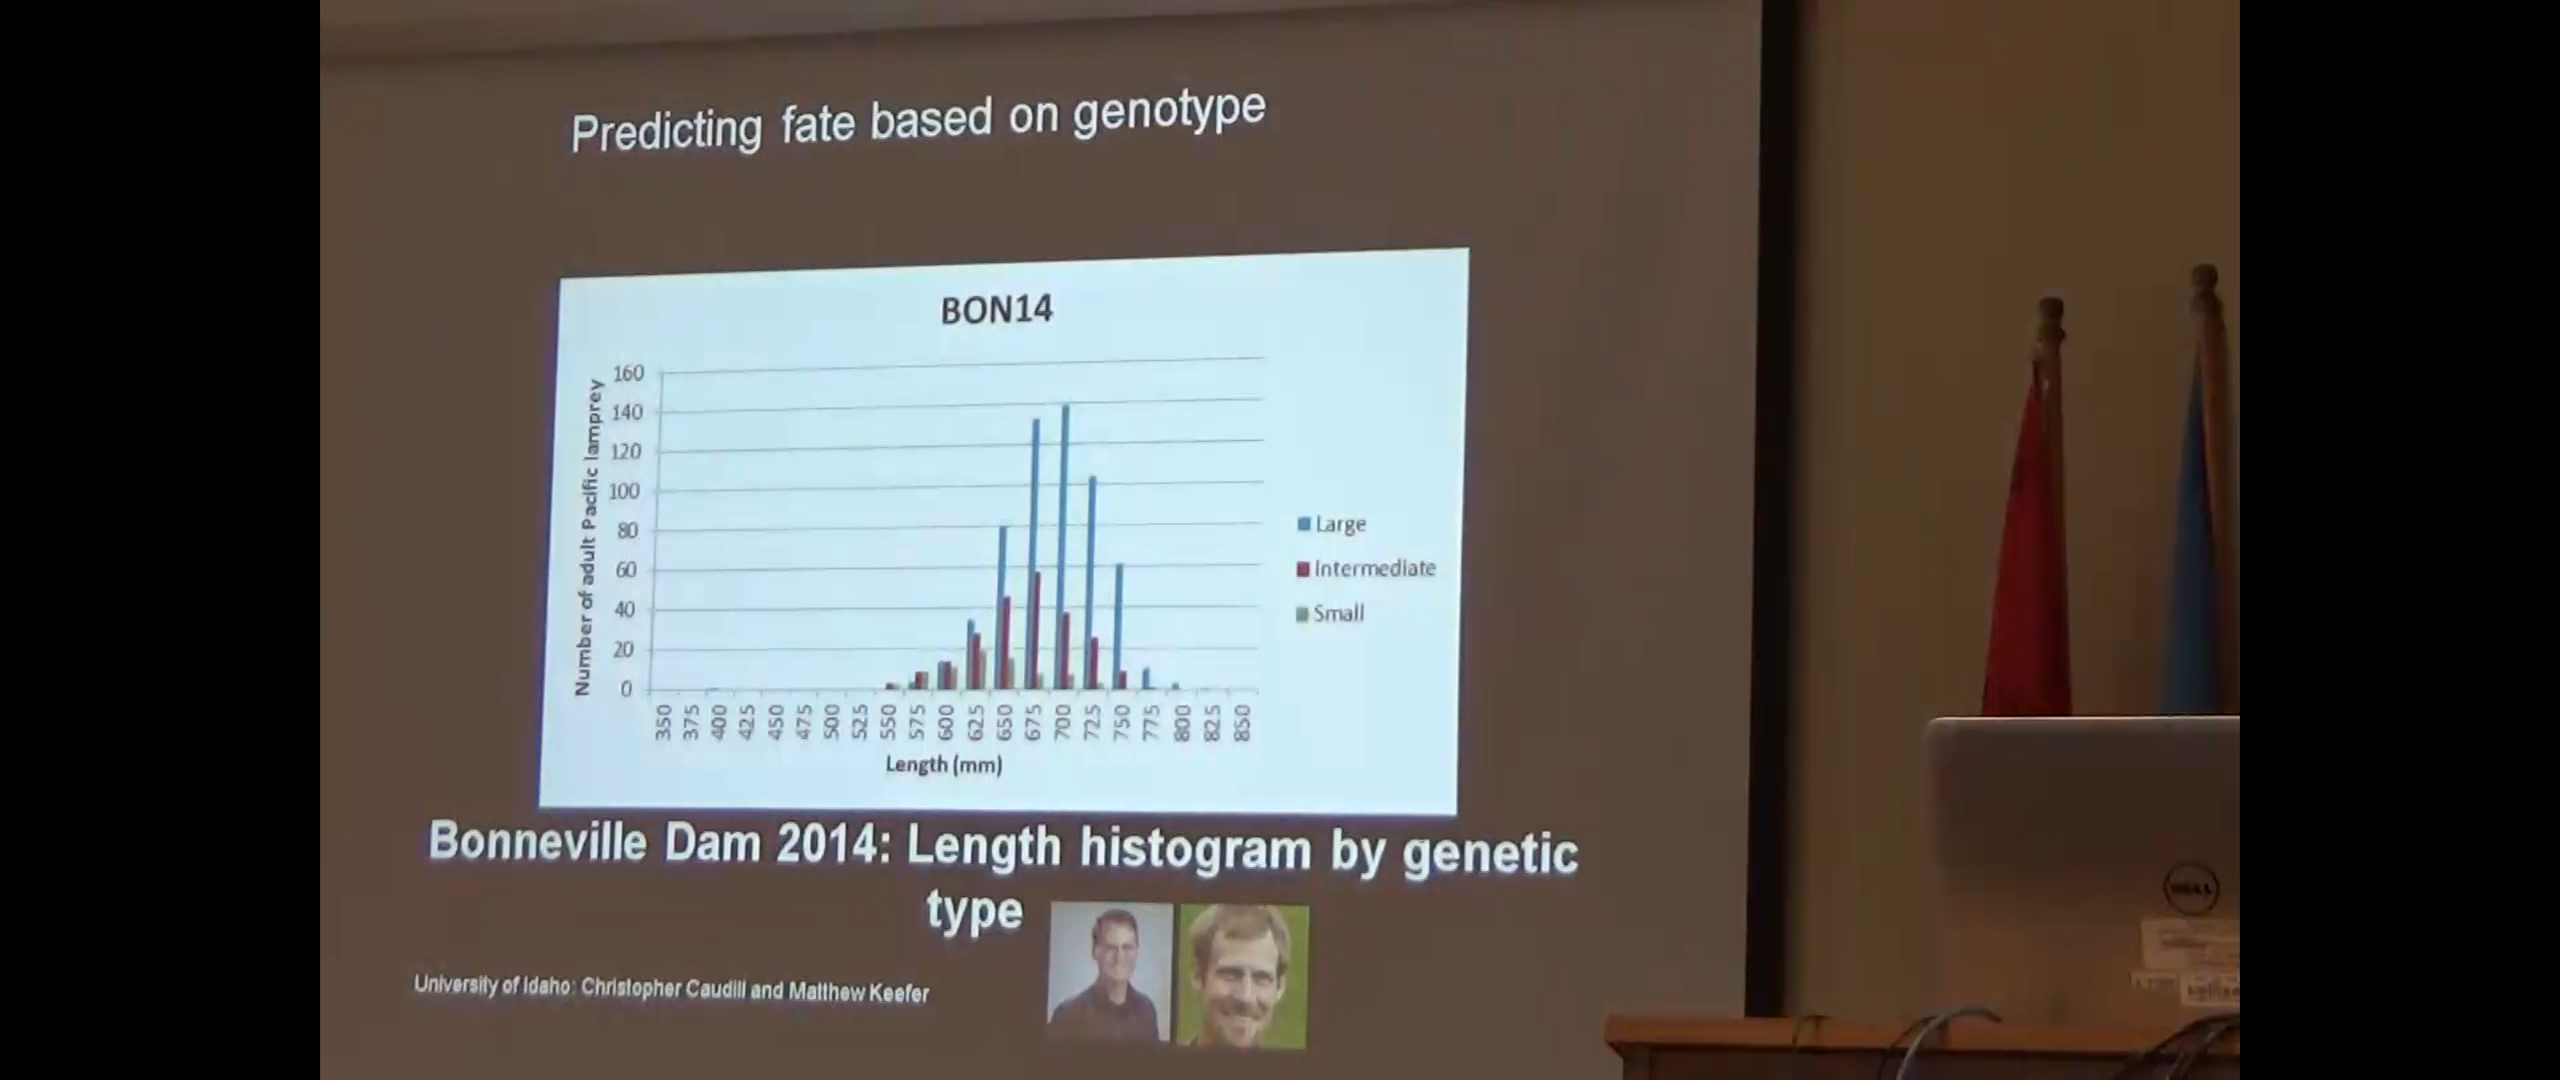 Predicting fate based on genotype
BON14
Number of adult Pacific lamprey
160
140
120
100
80
60
40
20
0
350 375 400 425 450 475 500 525 550 575 600 625 650 675 700 725 750 775 800 825 850
Length (mm)
Large
Intermediate
Small
Bonneville Dam 2014: Length histogram by genetic
type
University of Idaho: Christopher Caudill and Matthew Keefer
DELL